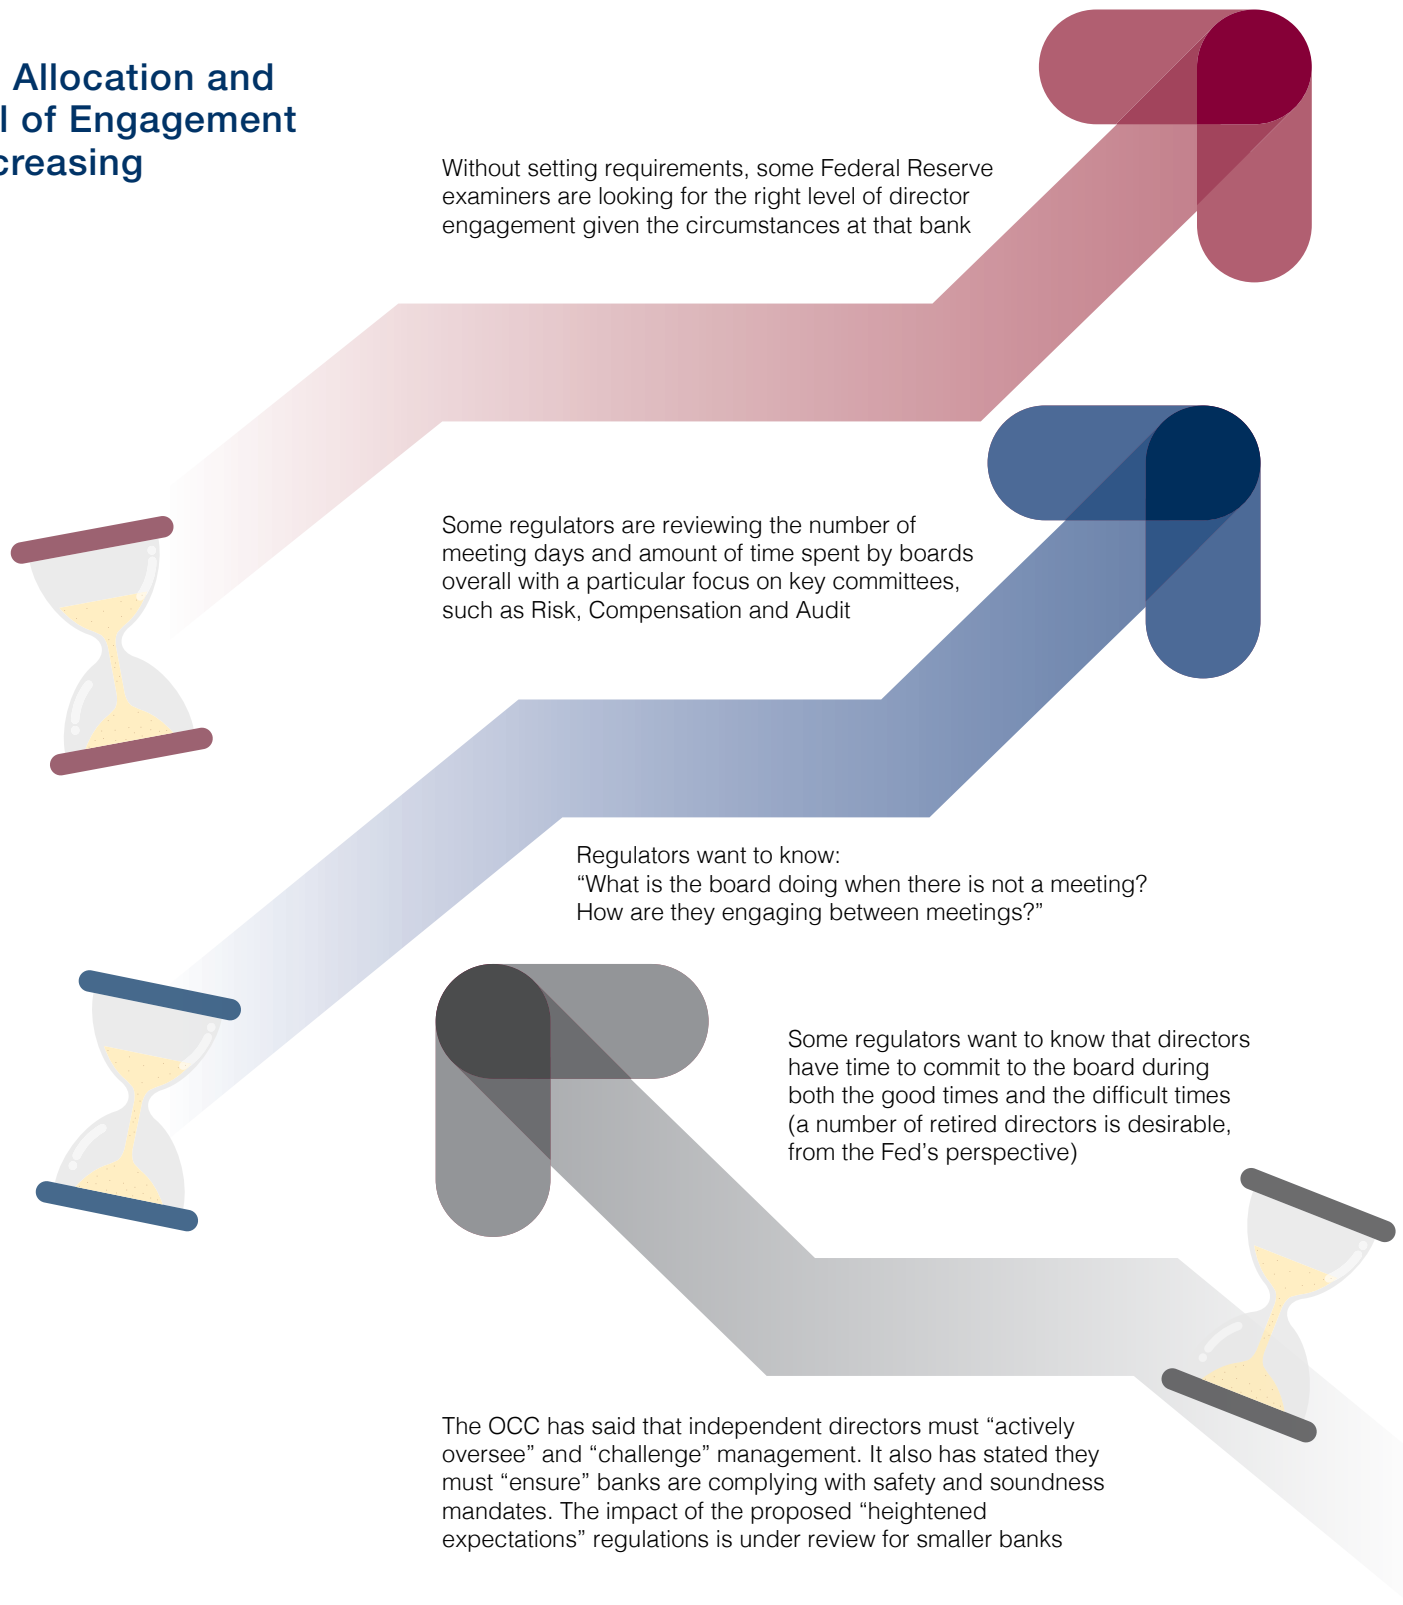 Allocation and
of Engagement
Without setting requirements, some Federal Reserve
examiners are looking for the right level of director
engagement given the circumstances at that bank
Some regulators are reviewing the number of
meeting days and amount of time spent by boards
overall with a particular focus on key committees,
such as Risk, Compensation and Audit
Regulators want to know:
“What is the board doing when there is not a meeting?
How are they engaging between meetings?”
Some regulators want to know that directors
have time to commit to the board during
both the good times and the difficult times
(a number of retired directors is desirable,
from the Fed’s perspective)
The OCC has said that independent directors must “actively
oversee” and “challenge” management. It also has stated they
must “ensure” banks are complying with safety and soundness
mandates. The impact of the proposed “heightened
expectations” regulations is under review for smaller banks